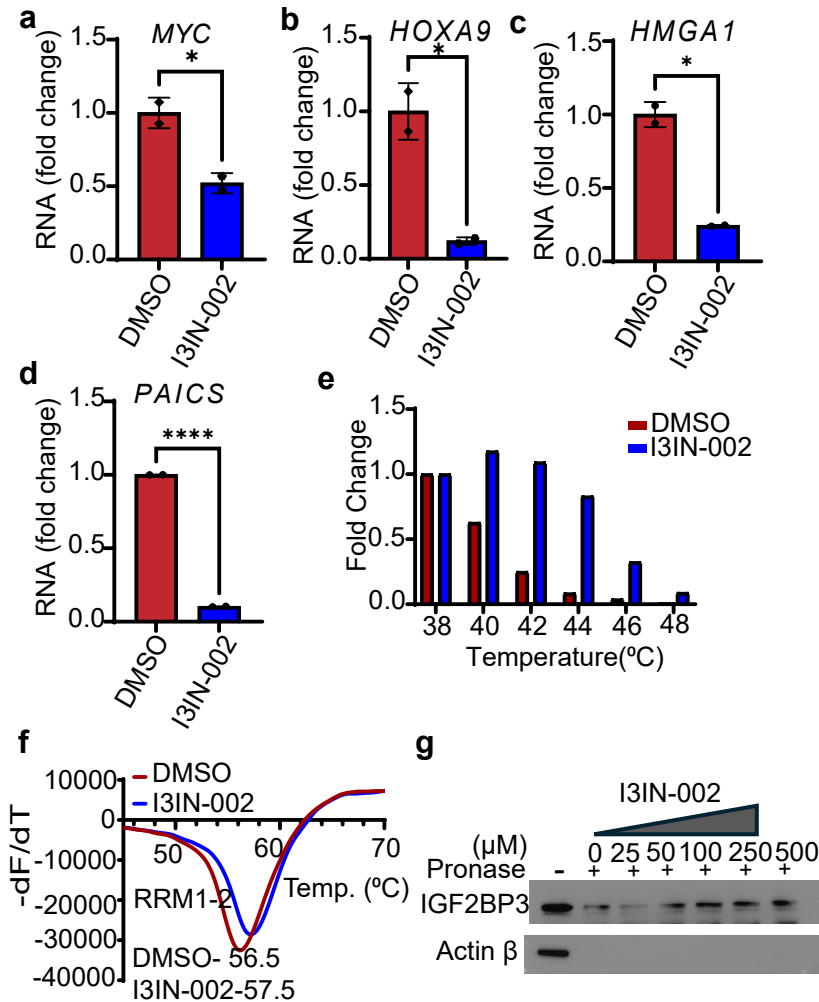 a
MYC
*
RNA (fold change)
1.5
1.0
0.5
0.0
DMSO
I3IN-002
b
HOXA9
*
RNA (fold change)
1.5
1.0
0.5
0.0
DMSO
I3IN-002
c
HMGA1
*
RNA (fold change)
1.5
1.0
0.5
0.0
DMSO
I3IN-002
d
PAICS
****
RNA (fold change)
1.5
1.0
0.5
0.0
DMSO
I3IN-002
e
Fold Change
1.5
1.0
0.5
0.0
DMSO
I3IN-002
38 40 42 44 46 48
Temperature(ºC)
f
-dF/dT
10000
0
-10000
-20000
-30000
-40000
DMSO
I3IN-002
50 60 70
Temp. (ºC)
RRM1-2
DMSO- 56.5
I3IN-002-57.5
g
I3IN-002
(µM) 0 25 50 100 250 500
Pronase - + + + + + +
IGF2BP3
Actin β